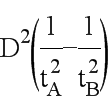 D²(1/t_A² − 1/t_B²)